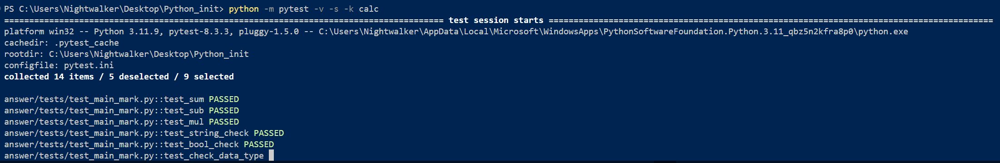 PS C:\Users\Nightwalker\Desktop\Python_init> python -m pytest -v -s -k calc
======================================================================================== test session starts =========================================================================================
platform win32 -- Python 3.11.9, pytest-8.3.3, pluggy-1.5.0 -- C:\Users\Nightwalker\AppData\Local\Microsoft\WindowsApps\PythonSoftwareFoundation.Python.3.11_qbz5n2kfra8p0\python.exe
cachedir: .pytest_cache
rootdir: C:\Users\Nightwalker\Desktop\Python_init
configfile: pytest.ini
collected 14 items / 5 deselected / 9 selected
answer/tests/test_main_mark.py::test_sum PASSED
answer/tests/test_main_mark.py::test_sub PASSED
answer/tests/test_main_mark.py::test_mul PASSED
answer/tests/test_main_mark.py::test_string_check PASSED
answer/tests/test_main_mark.py::test_bool_check PASSED
answer/tests/test_main_mark.py::test_check_data_type